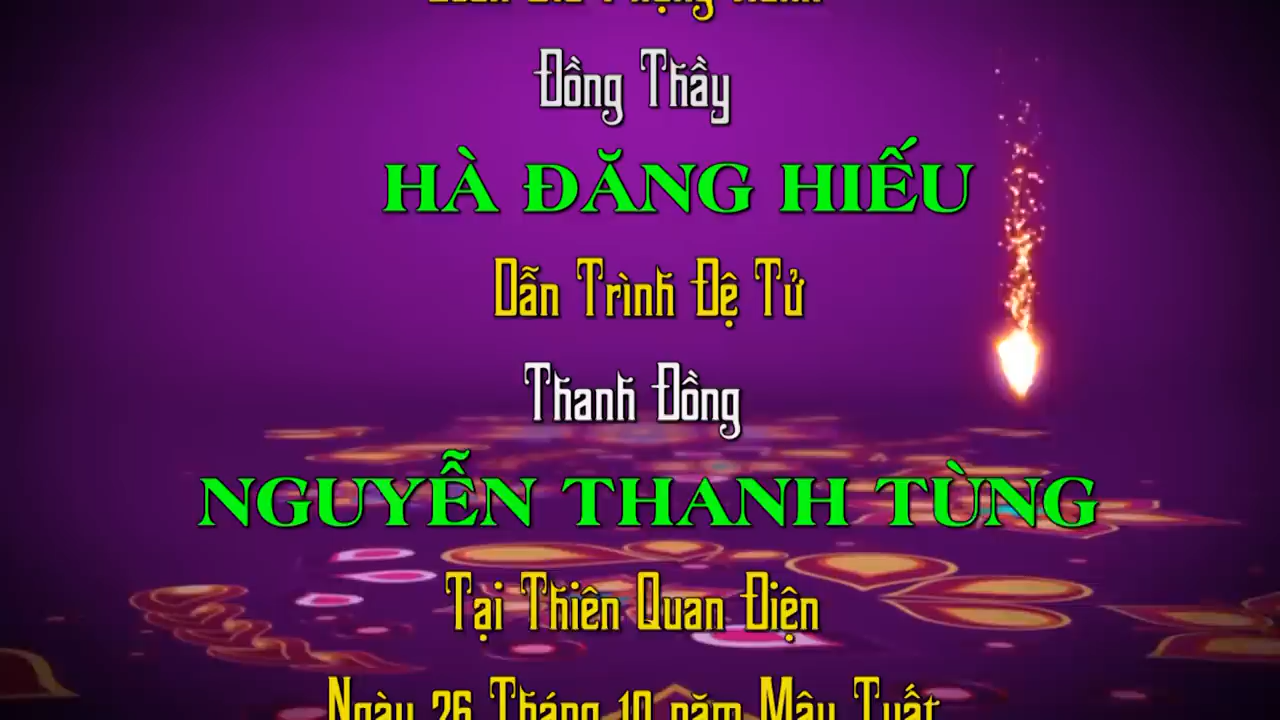 Đồng Thầy
HÀ ĐĂNG HIẾU
Dẫn Trình Đệ Tử
Thanh Đồng
NGUYỄN THANH TÙNG
Tại Thiên Quan Điện
Ngày 26 Tháng 10 năm Mậu Tuất